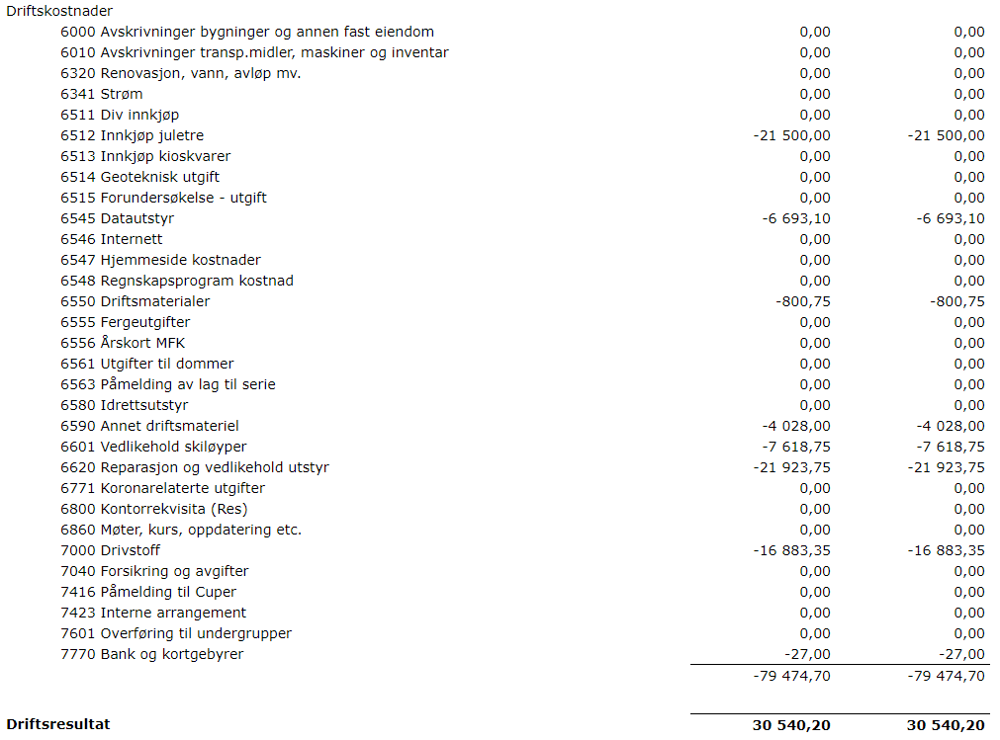 Driftskostnader
6000 Avskrivninger bygninger og annen fast eiendom 0,00 0,00
6010 Avskrivninger transp.midler, maskiner og inventar 0,00 0,00
6320 Renovasjon, vann, avløp mv. 0,00 0,00
6341 Strøm 0,00 0,00
6511 Div innkjøp 0,00 0,00
6512 Innkjøp juletre -21 500,00 -21 500,00
6513 Innkjøp kioskvarer 0,00 0,00
6514 Geoteknisk utgift 0,00 0,00
6515 Forundersøkelse - utgift 0,00 0,00
6545 Datautstyr -6 693,10 -6 693,10
6546 Internett 0,00 0,00
6547 Hjemmeside kostnader 0,00 0,00
6548 Regnskapsprogram kostnad 0,00 0,00
6550 Driftsmaterialer -800,75 -800,75
6555 Fergeutgifter 0,00 0,00
6556 Årskort MFK 0,00 0,00
6561 Utgifter til dommer 0,00 0,00
6563 Påmelding av lag til serie 0,00 0,00
6580 Idrettsutstyr 0,00 0,00
6590 Annet driftsmateriel -4 028,00 -4 028,00
6601 Vedlikehold skiløyper -7 618,75 -7 618,75
6620 Reparasjon og vedlikehold utstyr -21 923,75 -21 923,75
6771 Koronarelaterte utgifter 0,00 0,00
6800 Kontorrekvisita (Res) 0,00 0,00
6860 Møter, kurs, oppdatering etc. 0,00 0,00
7000 Drivstoff -16 883,35 -16 883,35
7040 Forsikring og avgifter 0,00 0,00
7416 Påmelding til Cuper 0,00 0,00
7423 Interne arrangement 0,00 0,00
7601 Overføring til undergrupper 0,00 0,00
7770 Bank og kortgebyrer -27,00 -27,00
-79 474,70 -79 474,70
Driftsresultat 30 540,20 30 540,20